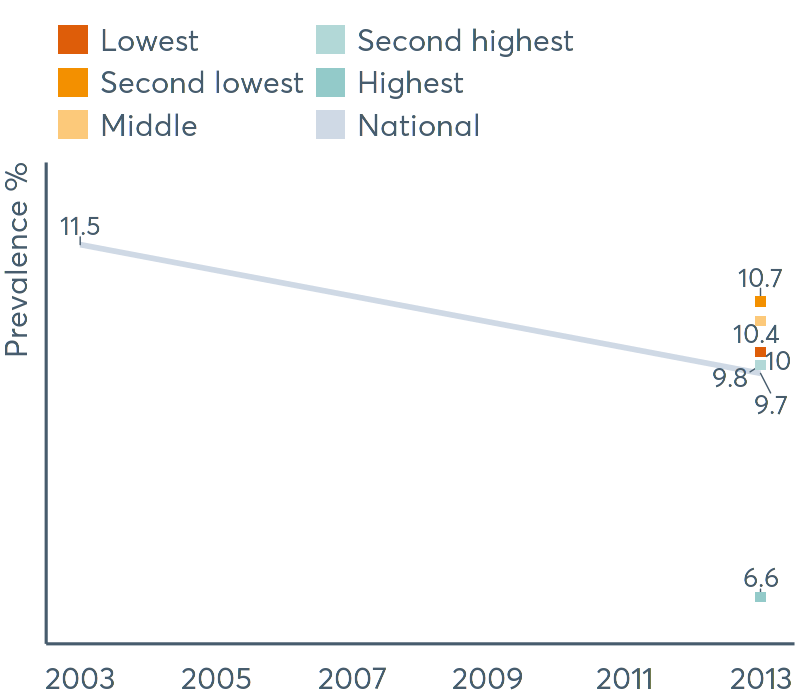 Lowest
Second lowest
Middle
Second highest
Highest
National
Prevalence %
11.5
10.7
10.4
10
9.8
9.7
6.6
2003 2005 2007 2009 2011 2013